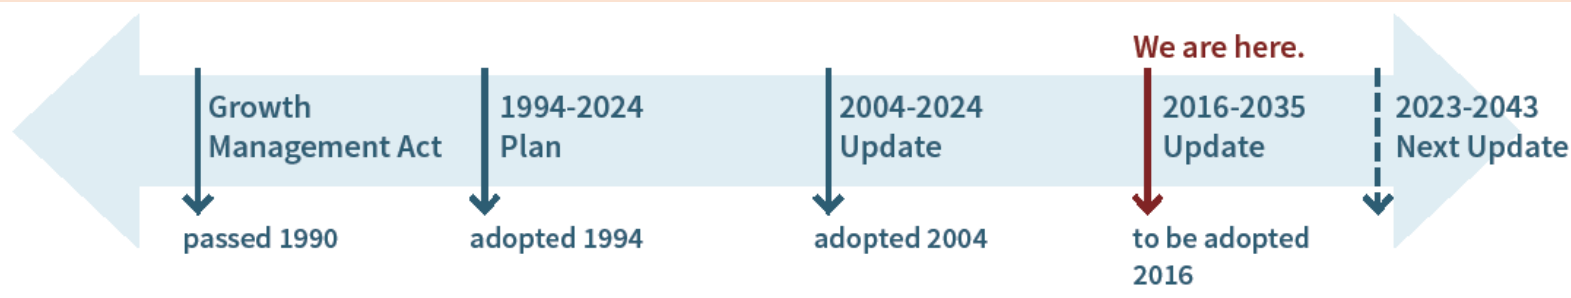 We are here.
Growth
Management Act
passed 1990
1994-2024
Plan
adopted 1994
2004-2024
Update
adopted 2004
2016-2035
Update
to be adopted
2016
2023-2043
Next Update